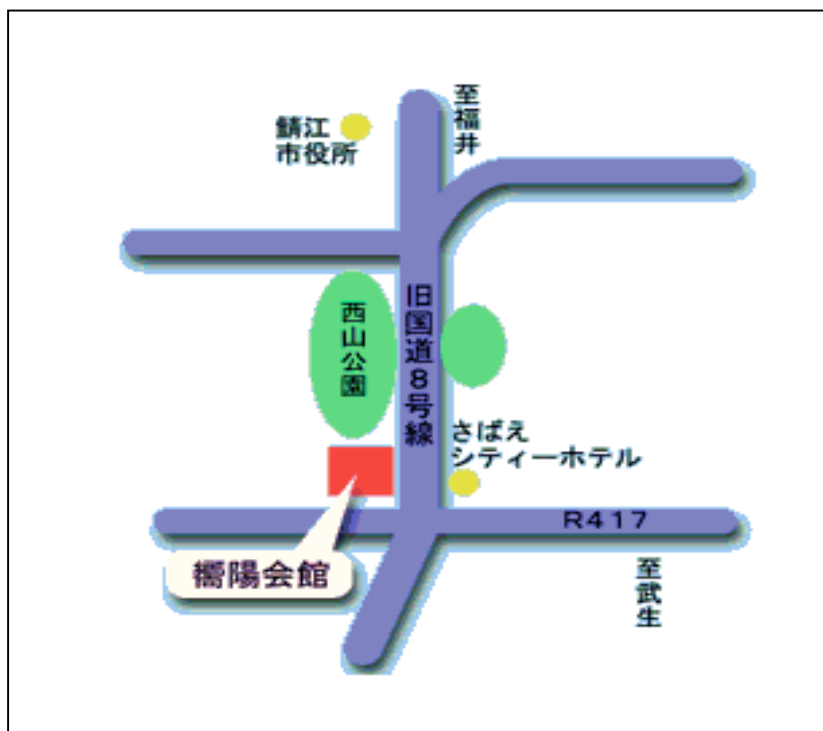 至福井
鯖江
市役所
西山公園
旧国道8号線
さばえ
シティーホテル
R417
嚮陽会館
至武生